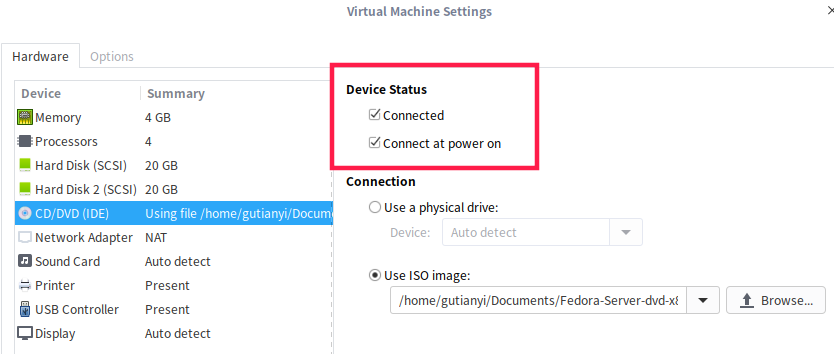 Virtual Machine Settings
Hardware Options
Device Summary
Memory 4 GB
Processors 4
Hard Disk (SCSI) 20 GB
Hard Disk 2 (SCSI) 20 GB
CD/DVD (IDE) Using file /home/gutianyi/Docume
Network Adapter NAT
Sound Card Auto detect
Printer Present
USB Controller Present
Display Auto detect
Device Status
Connected
Connect at power on
Connection
Use a physical drive:
Device: Auto detect
Use ISO image:
/home/gutianyi/Documents/Fedora-Server-dvd-x8 Browse...